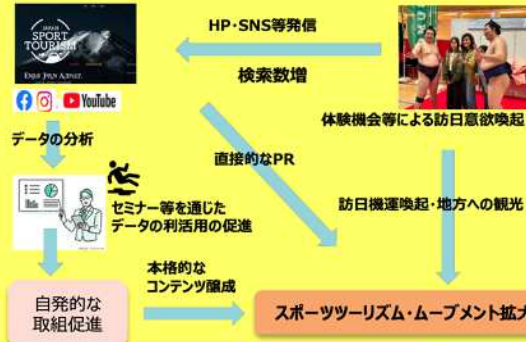 JAPAN
SPORT
TOURISM
ENJOY JAPAN ALPINIST.
YouTube
HP・SNS等発信
検索数増
体験機会等による訪日意欲喚起
データの分析
直接的なPR
セミナー等を通じた
データの利活用の促進
訪日機運喚起・地方への観光
本格的な
コンテンツ醸成
自発的な
取組促進
スポーツツーリズム・ムーブメント拡大